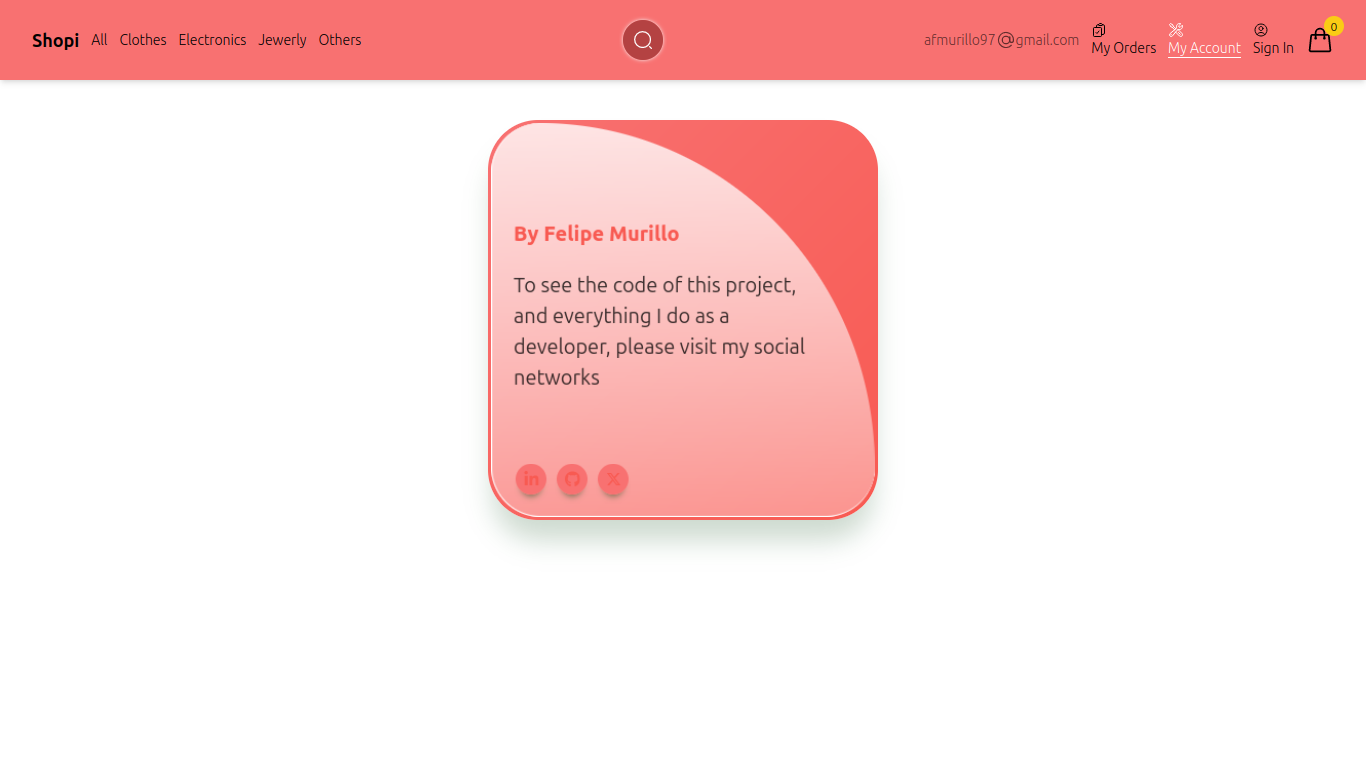 Shopi All Clothes Electronics Jewerly Others
afmurillo97@gmail.com
My Orders
My Account
Sign In
0
By Felipe Murillo
To see the code of this project,
and everything I do as a
developer, please visit my social
networks